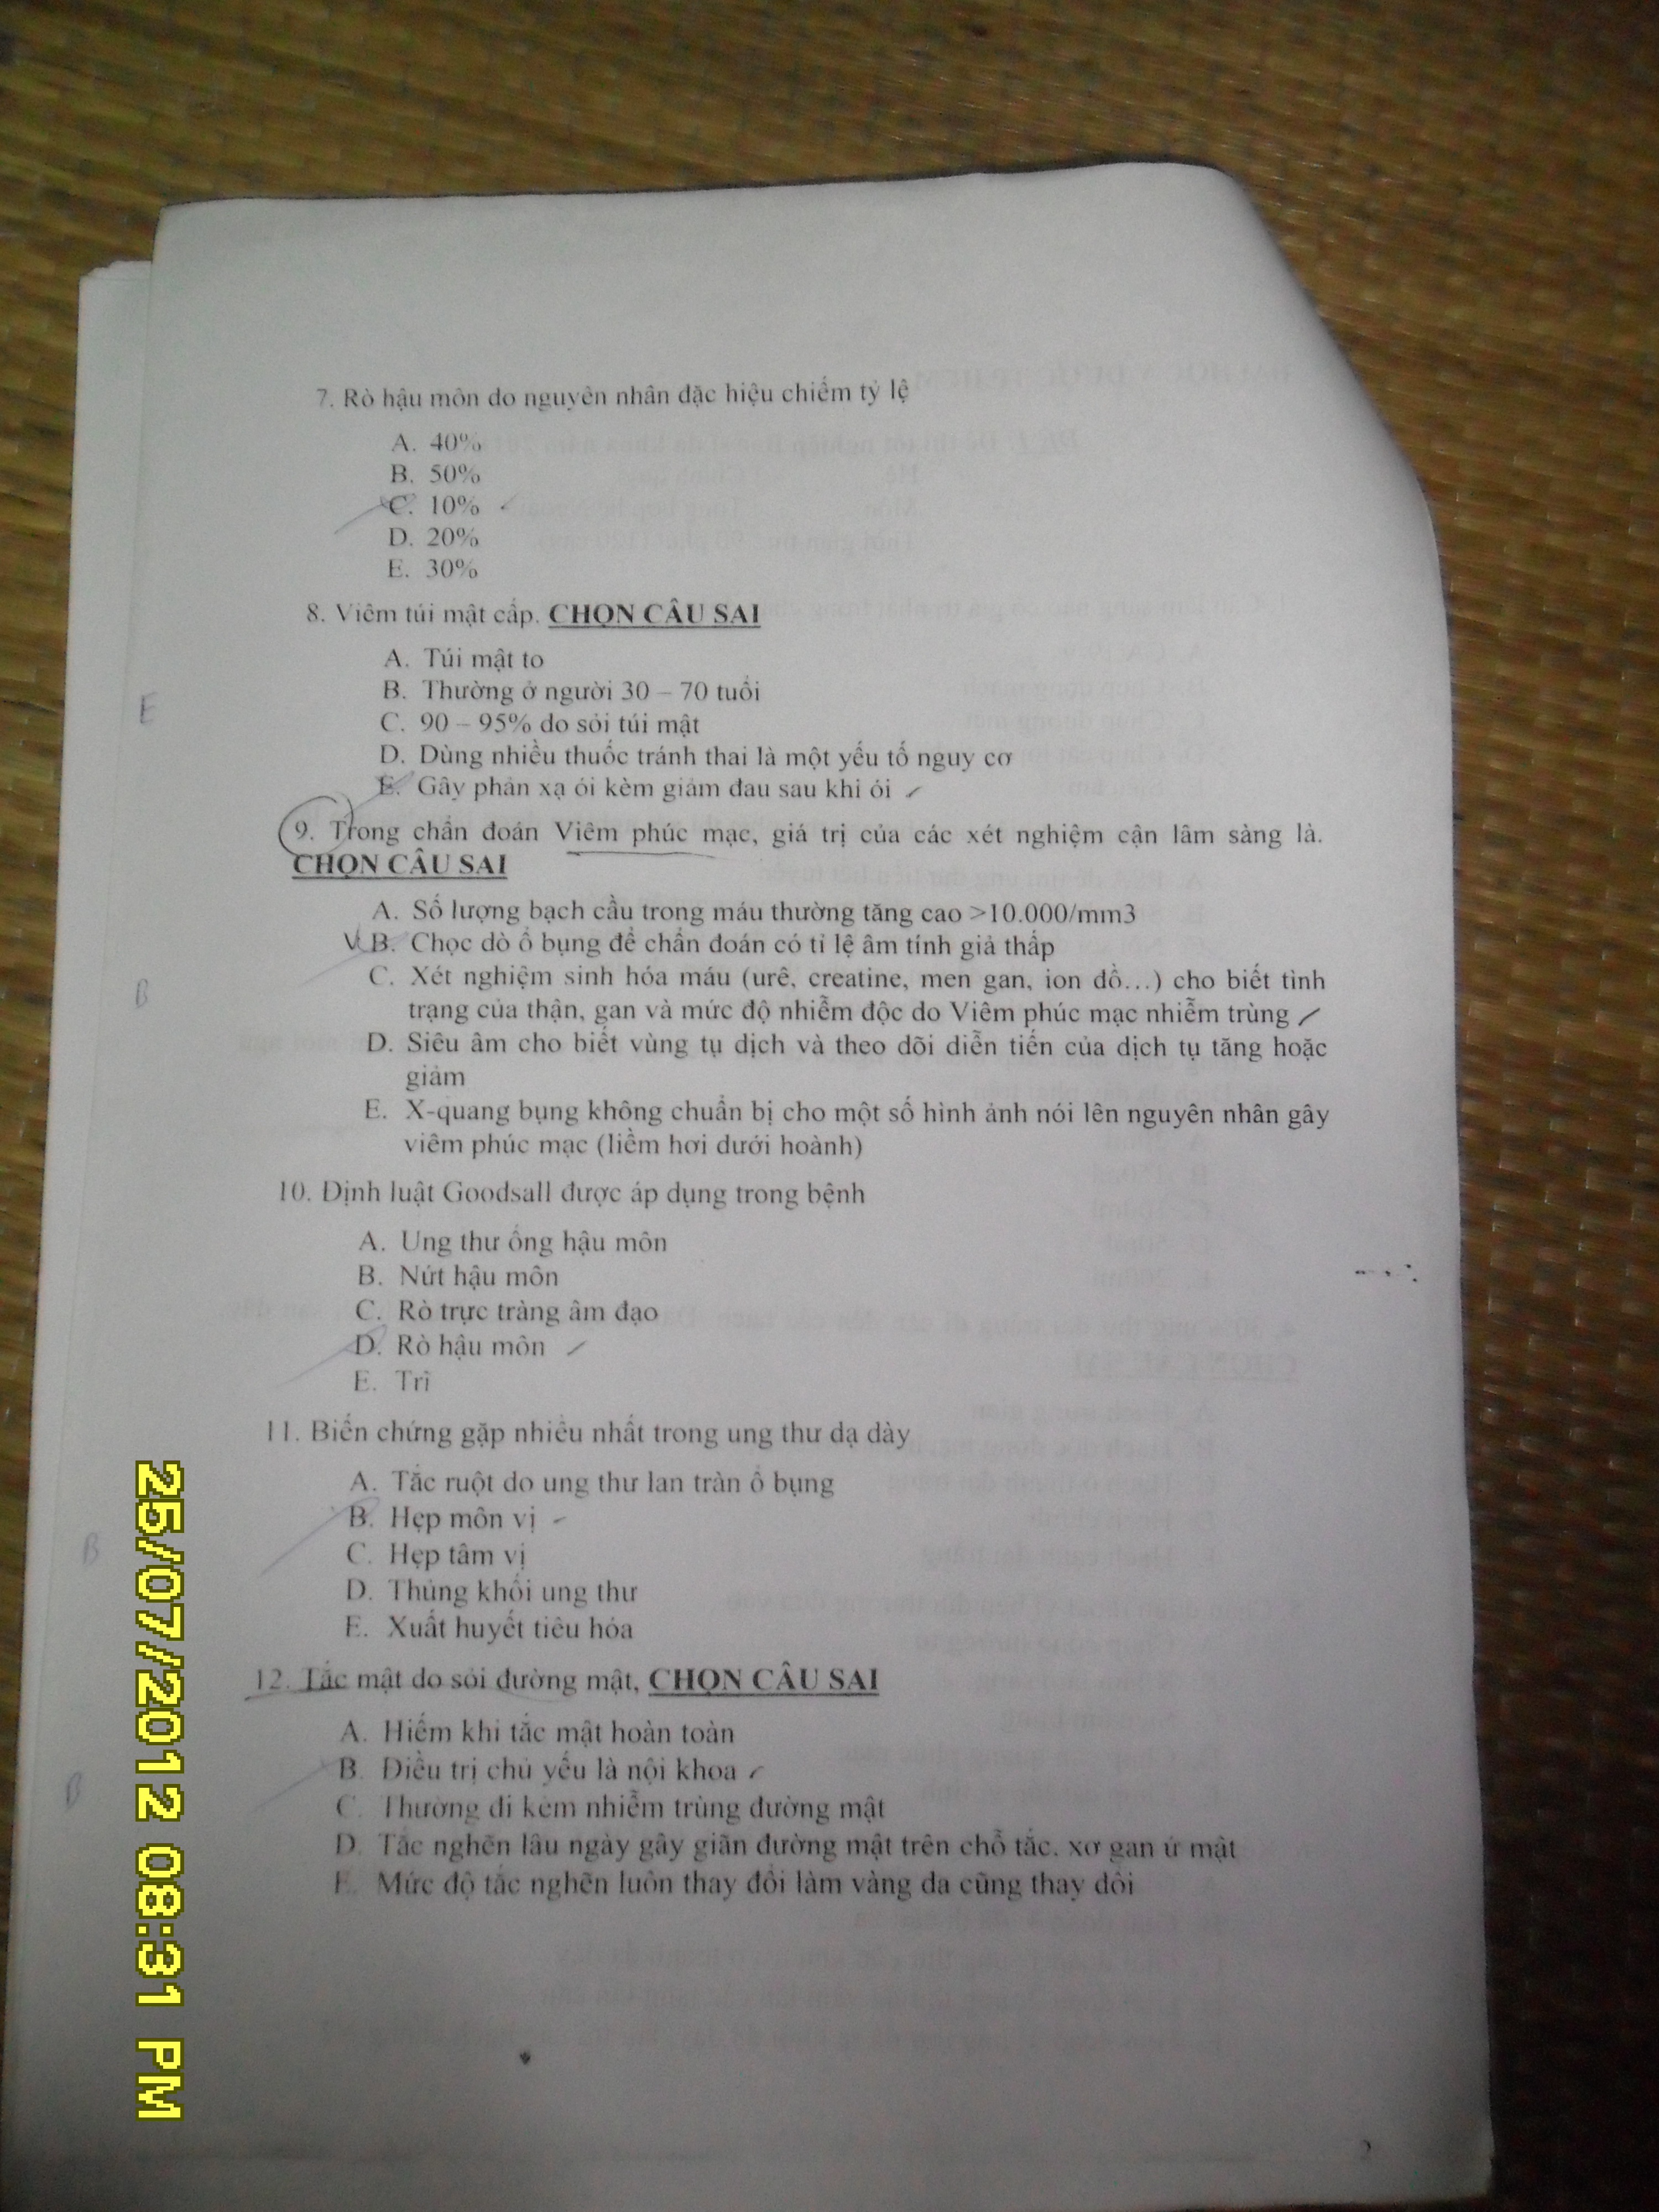 7. Rò hậu môn do nguyên nhân đặc hiệu chiếm tỷ lệ
A. 40%
B. 50%
C. 10%
D. 20%
E. 30%
8. Viêm túi mật cấp. CHỌN CÂU SAI
A. Túi mật to
B. Thường ở người 30 – 70 tuổi
E
C. 90 – 95% do sỏi túi mật
D. Dùng nhiều thuốc tránh thai là một yếu tố nguy cơ
E. Gây phản xạ ói kèm giảm đau sau khi ói
9. Trong chẩn đoán Viêm phúc mạc, giá trị của các xét nghiệm cận lâm sàng là.
CHỌN CÂU SAI
A. Số lượng bạch cầu trong máu thường tăng cao >10.000/mm3
B. Chọc dò ổ bụng để chẩn đoán có tỉ lệ âm tính giả thấp
B
C. Xét nghiệm sinh hóa máu (urê, creatine, men gan, ion đồ...) cho biết tình
trạng của thận, gan và mức độ nhiễm độc do Viêm phúc mạc nhiễm trùng
D. Siêu âm cho biết vùng tụ dịch và theo dõi diễn tiến của dịch tụ tăng hoặc
giảm
E. X-quang bụng không chuẩn bị cho một số hình ảnh nói lên nguyên nhân gây
viêm phúc mạc (liềm hơi dưới hoành)
10. Định luật Goodsall được áp dụng trong bệnh
A. Ung thư ống hậu môn
B. Nứt hậu môn
C. Rò trực tràng âm đạo
D. Rò hậu môn
E. Trĩ
11. Biến chứng gặp nhiều nhất trong ung thư dạ dày
A. Tắc ruột do ung thư lan tràn ổ bụng
B. Hẹp môn vị
B
C. Hẹp tâm vị
D. Thủng khối ung thư
E. Xuất huyết tiêu hóa
12. Tắc mật do sỏi đường mật, CHỌN CÂU SAI
A. Hiếm khi tắc mật hoàn toàn
B. Điều trị chủ yếu là nội khoa
B
C. Thường đi kèm nhiễm trùng đường mật
D. Tắc nghẽn lâu ngày gây giãn đường mật trên chỗ tắc. xơ gan ứ mật
E. Mức độ tắc nghẽn luôn thay đổi làm vàng da cũng thay đổi
25/07/2012 08:31 PM